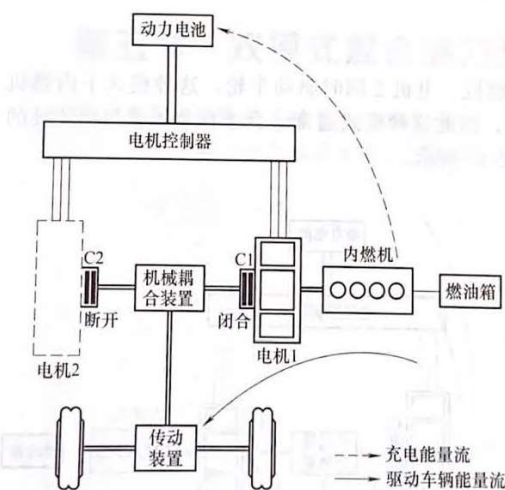 动力电池
电机控制器
C2
机械耦
合装置
C1
内燃机
燃油箱
断开
闭合
电机2
电机1
传动
装置
充电能量流
驱动车辆能量流